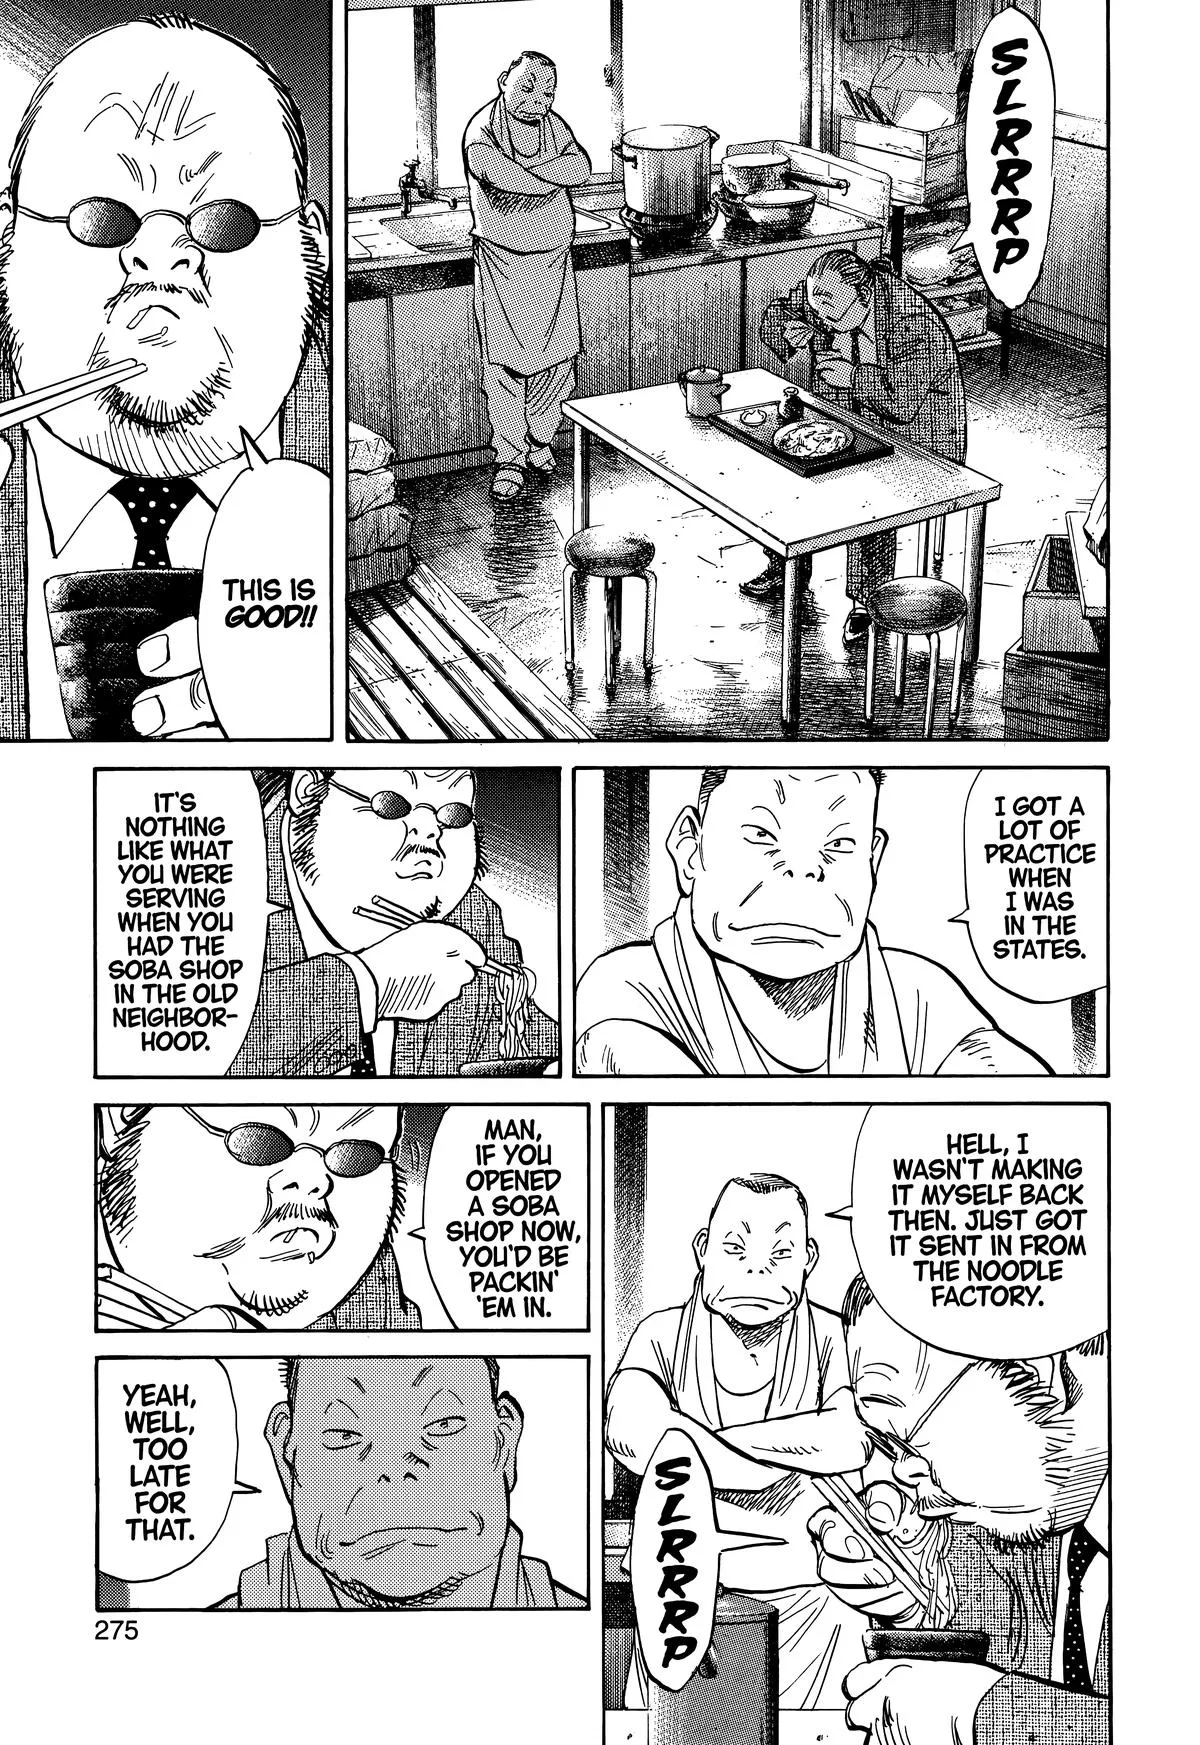 SLRRRP
THIS IS
GOOD!!
I GOT A
LOT OF
PRACTICE
WHEN
I WAS
IN THE
STATES.
IT'S
NOTHING
LIKE WHAT
YOU WERE
SERVING
WHEN YOU
HAD THE
SOBA SHOP
IN THE OLD
NEIGHBOR-
HOOD.
HELL, I
WASN'T MAKING
IT MYSELF BACK
THEN. JUST GOT
IT SENT IN FROM
THE NOODLE
FACTORY.
SLRRRP
MAN,
IF YOU
OPENED
A SOBA
SHOP NOW,
YOU'D BE
PACKIN'
'EM IN.
YEAH,
WELL,
TOO
LATE
FOR
THAT.
275